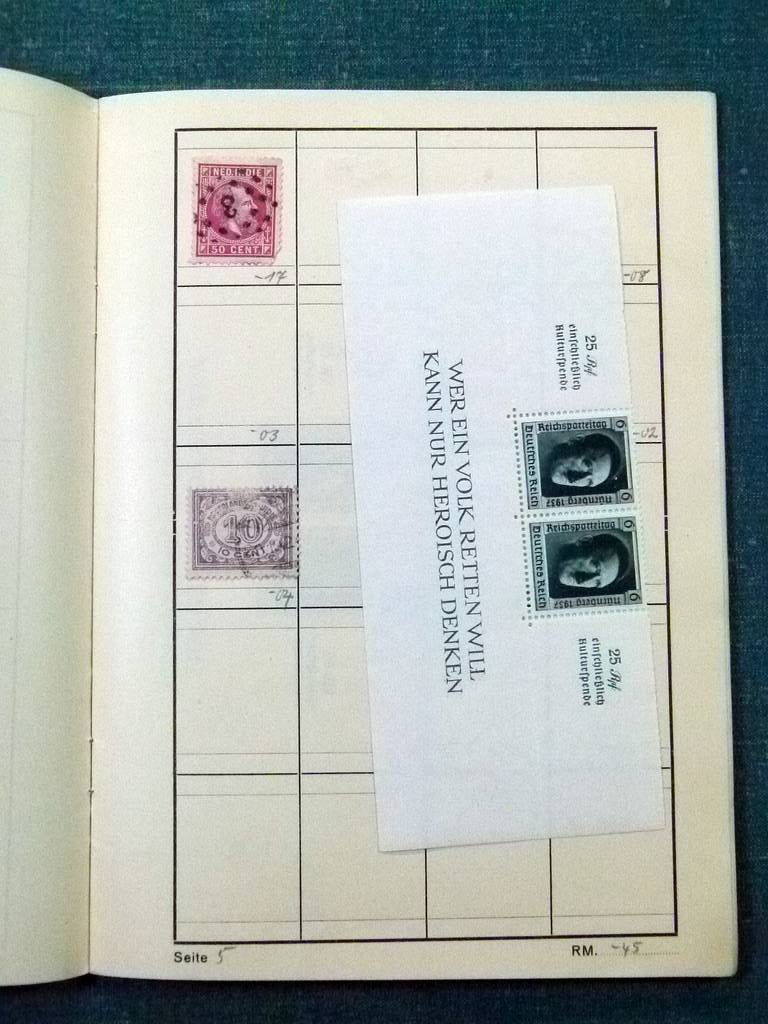 NED. INDIE
3
50 CENT.
-17
-08
-03
-02
10
10 CENT
-04
WER EIN VOLK RETTEN WILL
KANN NUR HEROISCH DENKEN
25 Rpf
einschließlich
Kulturspende
Reichsparteitag
6 6
Nürnberg 1937
Deutsches Reich
Reichsparteitag
6 6
Nürnberg 1937
Deutsches Reich
25 Rpf
einschließlich
Kulturspende
Seite 5
RM. -45